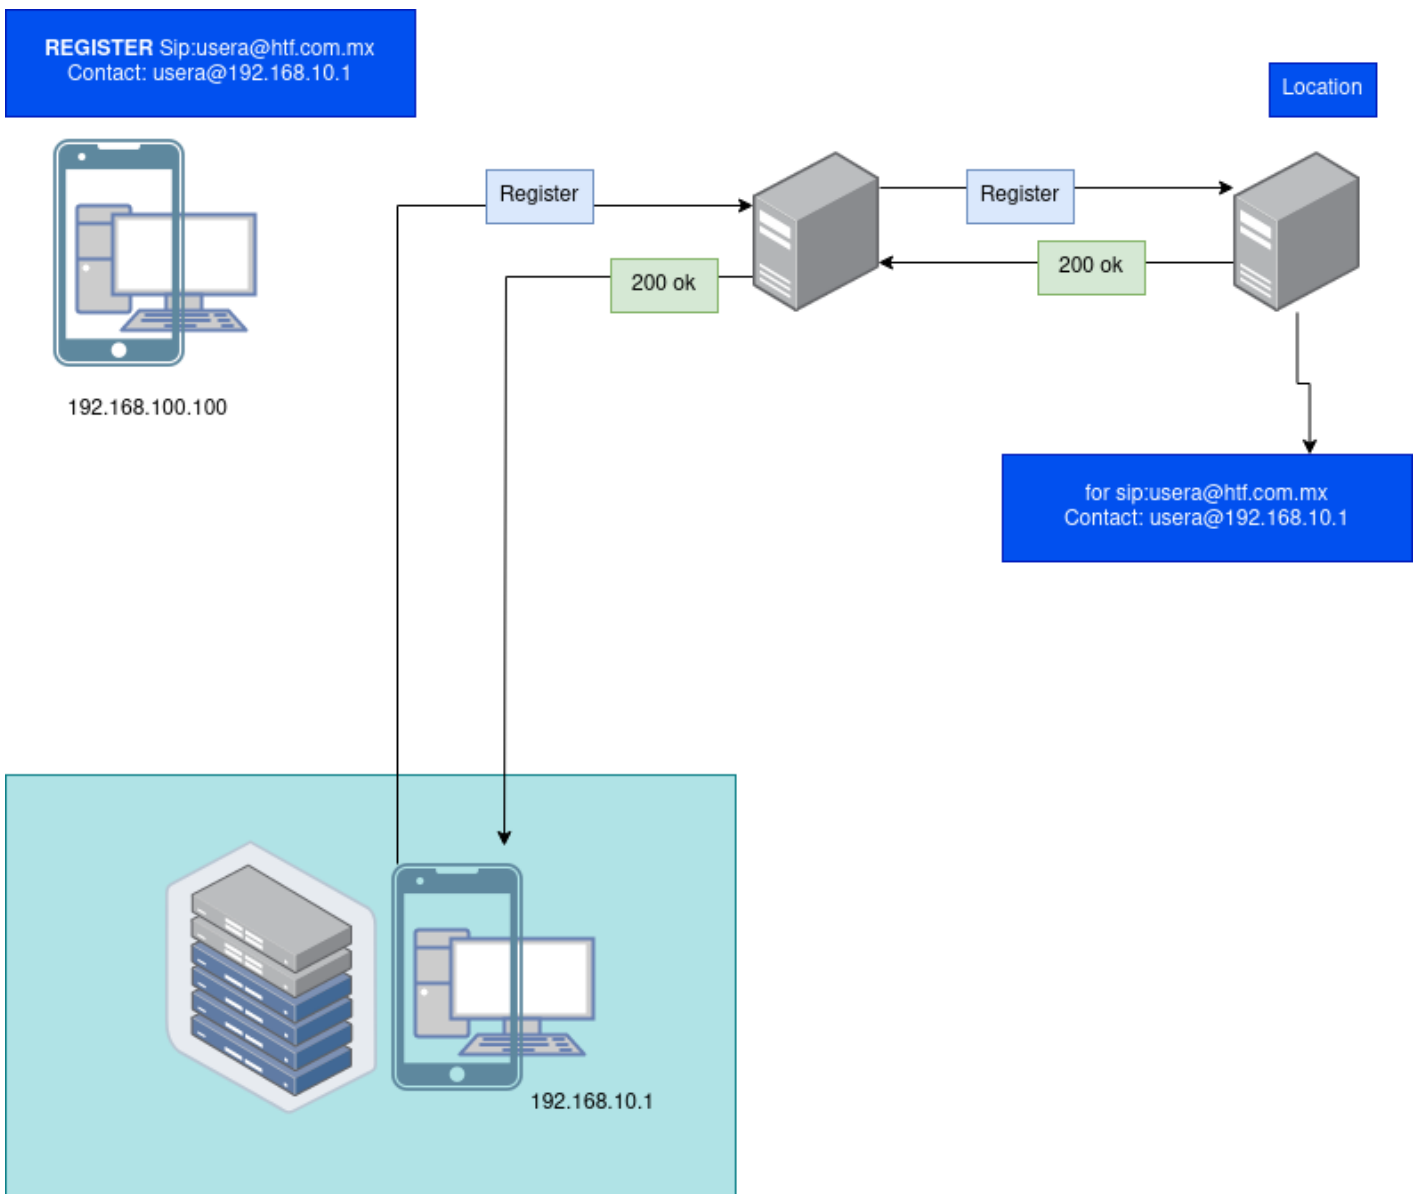 REGISTER Sip:usera@htf.com.mx
Contact: usera@192.168.10.1
Location
Register
Register
200 ok
200 ok
192.168.100.100
for sip:usera@htf.com.mx
Contact: usera@192.168.10.1
192.168.10.1